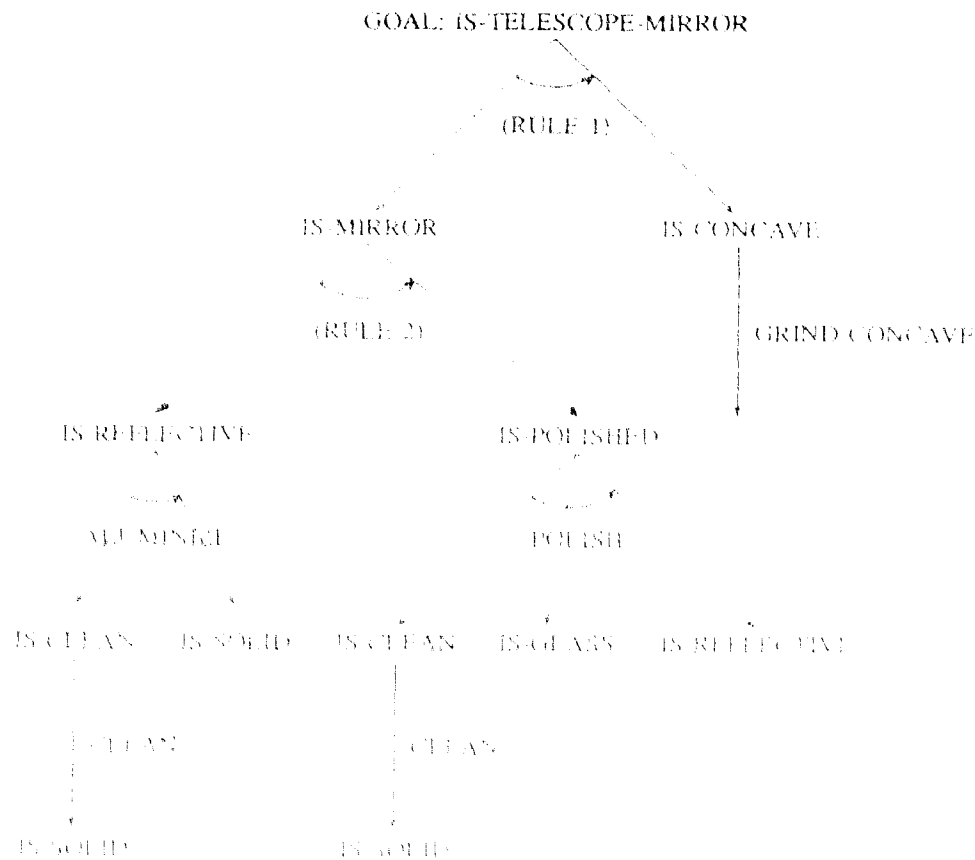 GOAL: IS-TELESCOPE-MIRROR
(RULE 1)
IS-MIRROR IS-CONCAVE
(RULE 2) GRIND-CONCAVE
IS-REFLECTIVE IS-POLISHED
ALUMINIZE POLISH
IS-CLEAN IS-SOLID IS-CLEAN IS-GLASS IS-REFLECTIVE
CLEAN CLEAN
IS-SOLID IS-SOLID